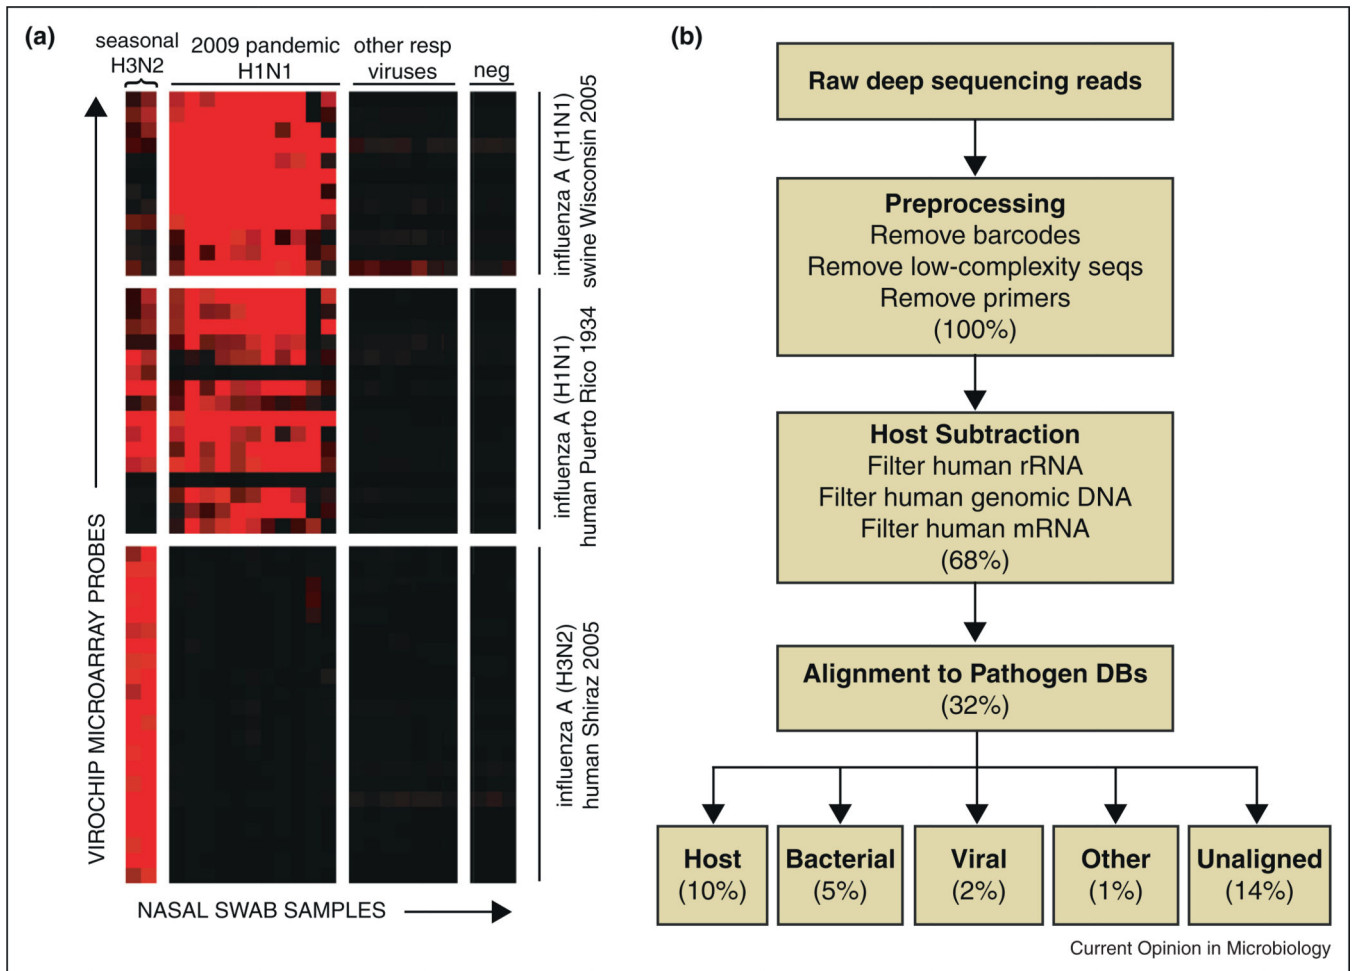 (a)
seasonal
H3N2
2009 pandemic
H1N1
other resp
viruses
neg
influenza A (H1N1)
swine Wisconsin 2005
influenza A (H1N1)
human Puerto Rico 1934
influenza A (H3N2)
human Shiraz 2005
VIROCHIP MICROARRAY PROBES
NASAL SWAB SAMPLES
(b)
Raw deep sequencing reads
Preprocessing
Remove barcodes
Remove low-complexity seqs
Remove primers
(100%)
Host Subtraction
Filter human rRNA
Filter human genomic DNA
Filter human mRNA
(68%)
Alignment to Pathogen DBs
(32%)
Host
(10%)
Bacterial
(5%)
Viral
(2%)
Other
(1%)
Unaligned
(14%)
Current Opinion in Microbiology